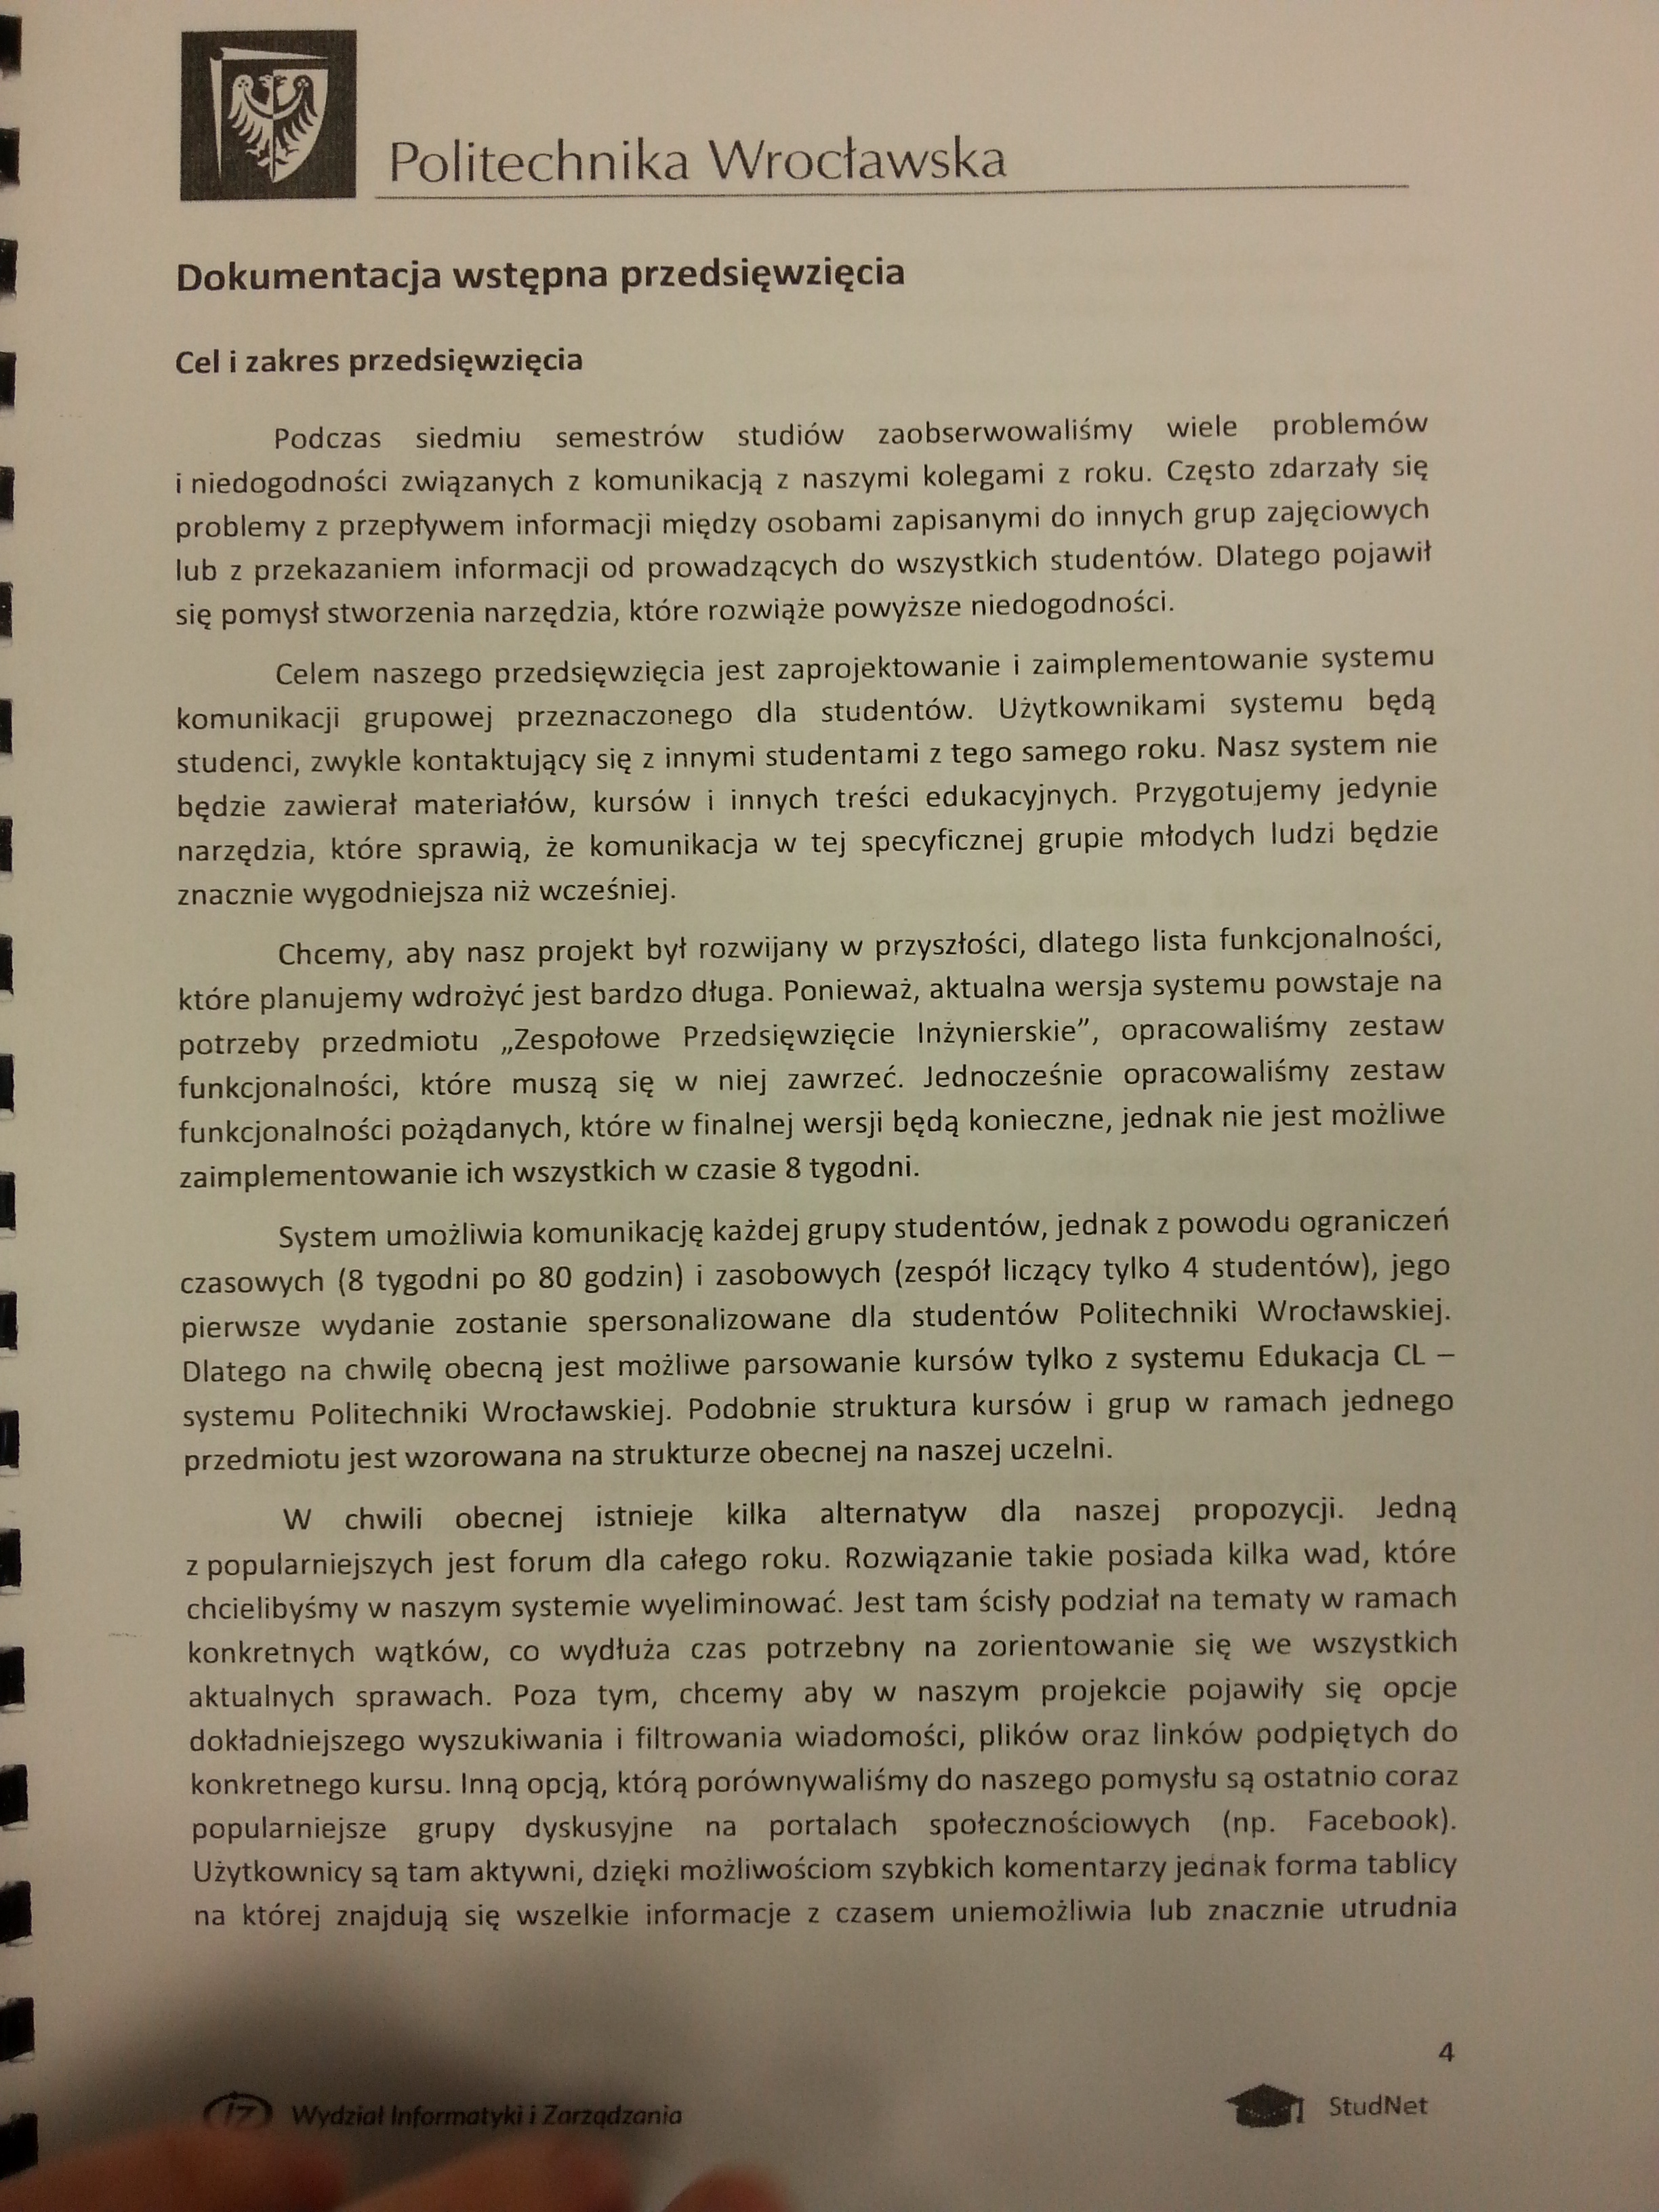 Politechnika Wrocławska
Dokumentacja wstępna przedsięwzięcia
Cel i zakres przedsięwzięcia
Podczas siedmiu semestrów studiów zaobserwowaliśmy wiele problemów
i niedogodności związanych z komunikacją z naszymi kolegami z roku. Często zdarzały się
problemy z przepływem informacji między osobami zapisanymi do innych grup zajęciowych
lub z przekazaniem informacji od prowadzących do wszystkich studentów. Dlatego pojawił
się pomysł stworzenia narzędzia, które rozwiąże powyższe niedogodności.
Celem naszego przedsięwzięcia jest zaprojektowanie i zaimplementowanie systemu
komunikacji grupowej przeznaczonego dla studentów. Użytkownikami systemu będą
studenci, zwykle kontaktujący się z innymi studentami z tego samego roku. Nasz system nie
będzie zawierał materiałów, kursów i innych treści edukacyjnych. Przygotujemy jedynie
narzędzia, które sprawią, że komunikacja w tej specyficznej grupie młodych ludzi będzie
znacznie wygodniejsza niż wcześniej.
Chcemy, aby nasz projekt był rozwijany w przyszłości, dlatego lista funkcjonalności,
które planujemy wdrożyć jest bardzo długa. Ponieważ, aktualna wersja systemu powstaje na
potrzeby przedmiotu „Zespołowe Przedsięwzięcie Inżynierskie”, opracowaliśmy zestaw
funkcjonalności, które muszą się w niej zawrzeć. Jednocześnie opracowaliśmy zestaw
funkcjonalności pożądanych, które w finalnej wersji będą konieczne, jednak nie jest możliwe
zaimplementowanie ich wszystkich w czasie 8 tygodni.
System umożliwia komunikację każdej grupy studentów, jednak z powodu ograniczeń
czasowych (8 tygodni po 80 godzin) i zasobowych (zespół liczący tylko 4 studentów), jego
pierwsze wydanie zostanie spersonalizowane dla studentów Politechniki Wrocławskiej.
Dlatego na chwilę obecną jest możliwe parsowanie kursów tylko z systemu Edukacja CL –
systemu Politechniki Wrocławskiej. Podobnie struktura kursów i grup w ramach jednego
przedmiotu jest wzorowana na strukturze obecnej na naszej uczelni.
W chwili obecnej istnieje kilka alternatyw dla naszej propozycji. Jedną
z popularniejszych jest forum dla całego roku. Rozwiązanie takie posiada kilka wad, które
chcielibyśmy w naszym systemie wyeliminować. Jest tam ścisły podział na tematy w ramach
konkretnych wątków, co wydłuża czas potrzebny na zorientowanie się we wszystkich
aktualnych sprawach. Poza tym, chcemy aby w naszym projekcie pojawiły się opcje
dokładniejszego wyszukiwania i filtrowania wiadomości, plików oraz linków podpiętych do
konkretnego kursu. Inną opcją, którą porównywaliśmy do naszego pomysłu są ostatnio coraz
popularniejsze grupy dyskusyjne na portalach społecznościowych (np. Facebook).
Użytkownicy są tam aktywni, dzięki możliwościom szybkich komentarzy jednak forma tablicy
na której znajdują się wszelkie informacje z czasem uniemożliwia lub znacznie utrudnia
4
iz Wydział Informatyki i Zarządzania
StudNet